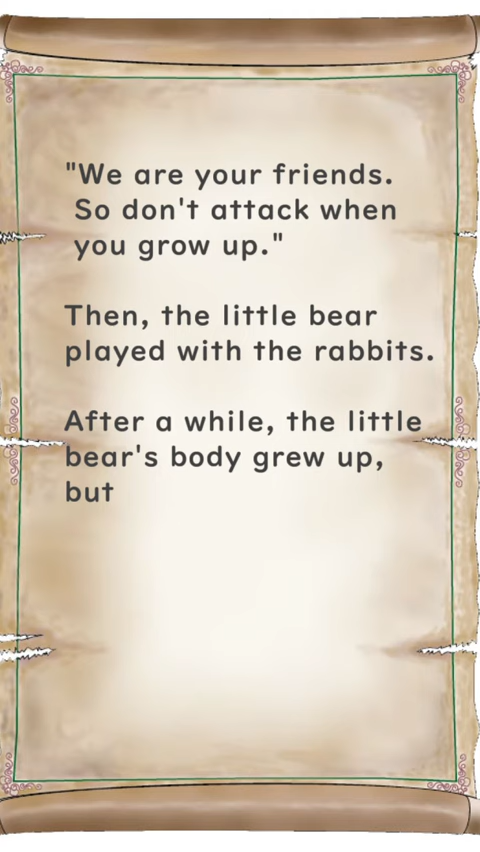 "We are your friends.
So don't attack when
you grow up."
Then, the little bear
played with the rabbits.
After a while, the little
bear's body grew up,
but